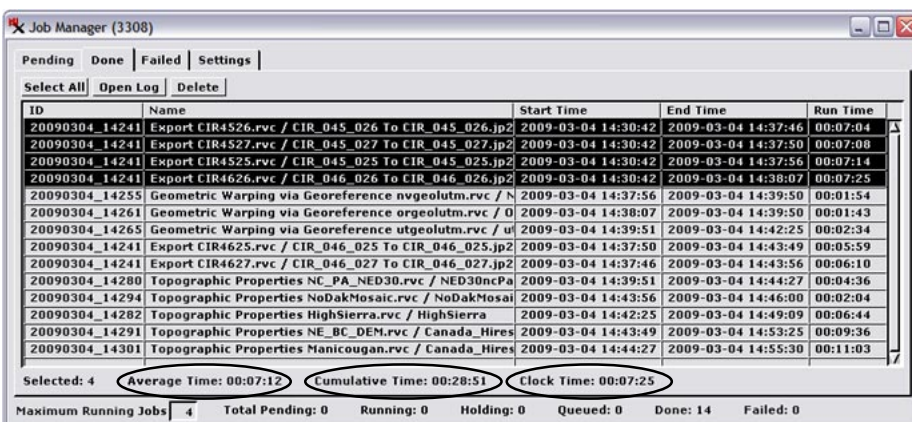 Job Manager (3308)
Pending Done Failed Settings
Select All Open Log Delete
ID Name Start Time End Time Run Time
20090304_14241 Export CIR4526.rvc / CIR_045_026 To CIR_045_026.jp2 2009-03-04 14:30:42 2009-03-04 14:37:46 00:07:04
20090304_14241 Export CIR4527.rvc / CIR_045_027 To CIR_045_027.jp2 2009-03-04 14:30:42 2009-03-04 14:37:50 00:07:08
20090304_14241 Export CIR4525.rvc / CIR_045_025 To CIR_045_025.jp2 2009-03-04 14:30:42 2009-03-04 14:37:56 00:07:14
20090304_14241 Export CIR4626.rvc / CIR_046_026 To CIR_046_026.jp2 2009-03-04 14:30:42 2009-03-04 14:38:07 00:07:25
20090304_14255 Geometric Warping via Georeference nvgeolutm.rvc / N 2009-03-04 14:37:56 2009-03-04 14:39:50 00:01:54
20090304_14261 Geometric Warping via Georeference orgeolutm.rvc / O 2009-03-04 14:38:07 2009-03-04 14:39:50 00:01:43
20090304_14265 Geometric Warping via Georeference utgeolutm.rvc / ut 2009-03-04 14:39:51 2009-03-04 14:42:25 00:02:34
20090304_14241 Export CIR4625.rvc / CIR_046_025 To CIR_046_025.jp2 2009-03-04 14:37:50 2009-03-04 14:43:49 00:05:59
20090304_14241 Export CIR4627.rvc / CIR_046_027 To CIR_046_027.jp2 2009-03-04 14:37:46 2009-03-04 14:43:56 00:06:10
20090304_14280 Topographic Properties NC_PA_NED30.rvc / NED30ncPa 2009-03-04 14:39:51 2009-03-04 14:44:27 00:04:36
20090304_14294 Topographic Properties NoDakMosaic.rvc / NoDakMosai 2009-03-04 14:43:56 2009-03-04 14:46:00 00:02:04
20090304_14282 Topographic Properties HighSierra.rvc / HighSierra 2009-03-04 14:42:25 2009-03-04 14:49:09 00:06:44
20090304_14291 Topographic Properties NE_BC_DEM.rvc / Canada_Hires 2009-03-04 14:43:49 2009-03-04 14:53:25 00:09:36
20090304_14301 Topographic Properties Manicougan.rvc / Canada_Hires 2009-03-04 14:44:27 2009-03-04 14:55:30 00:11:03
Selected: 4 Average Time: 00:07:12 Cumulative Time: 00:28:51 Clock Time: 00:07:25
Maximum Running Jobs 4 Total Pending: 0 Running: 0 Holding: 0 Queued: 0 Done: 14 Failed: 0